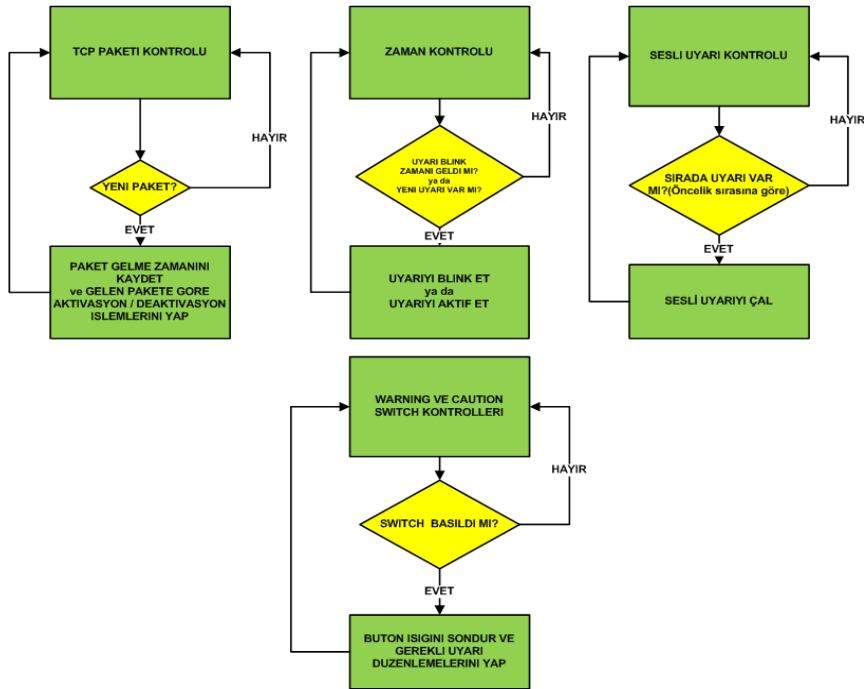 TCP PAKETI KONTROLU
HAYIR
YENI PAKET?
EVET
PAKET GELME ZAMANINI
KAYDET
ve GELEN PAKETE GORE
AKTIVASYON / DEAKTIVASYON
ISLEMLERINI YAP
ZAMAN KONTROLU
HAYIR
UYARI BLINK
ZAMANI GELDI MI?
ya da
YENI UYARI VAR MI?
EVET
UYARIYI BLINK ET
ya da
UYARIYI AKTIF ET
SESLI UYARI KONTROLU
HAYIR
SIRADA UYARI VAR
MI?(Öncelik sırasına göre)
EVET
SESLİ UYARIYI ÇAL
WARNING VE CAUTION
SWITCH KONTROLLERI
HAYIR
SWITCH BASILDI MI?
EVET
BUTON ISIGINI SONDUR VE
GEREKLI UYARI
DUZENLEMELERINI YAP